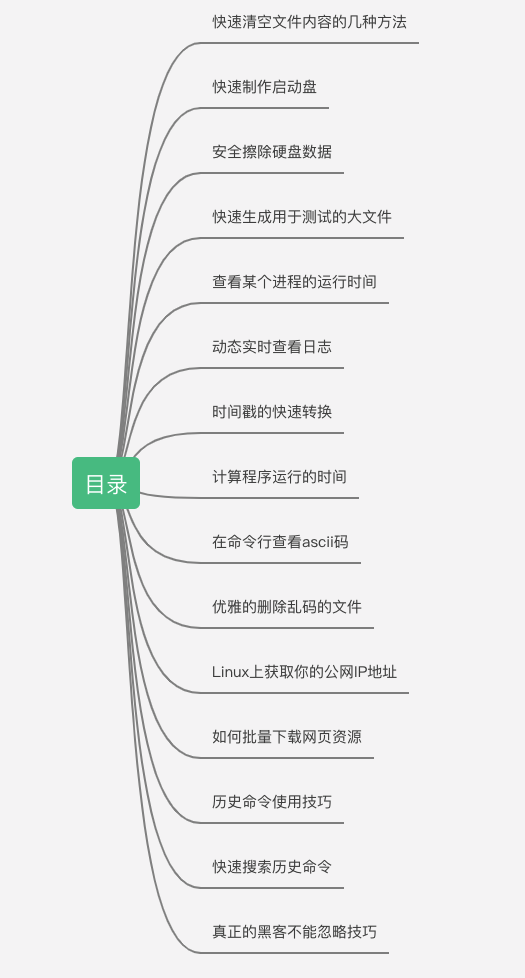 快速清空文件内容的几种方法
快速制作启动盘
安全擦除硬盘数据
快速生成用于测试的大文件
查看某个进程的运行时间
动态实时查看日志
时间戳的快速转换
目录
计算程序运行的时间
在命令行查看ascii码
优雅的删除乱码的文件
Linux上获取你的公网IP地址
如何批量下载网页资源
历史命令使用技巧
快速搜索历史命令
真正的黑客不能忽略技巧